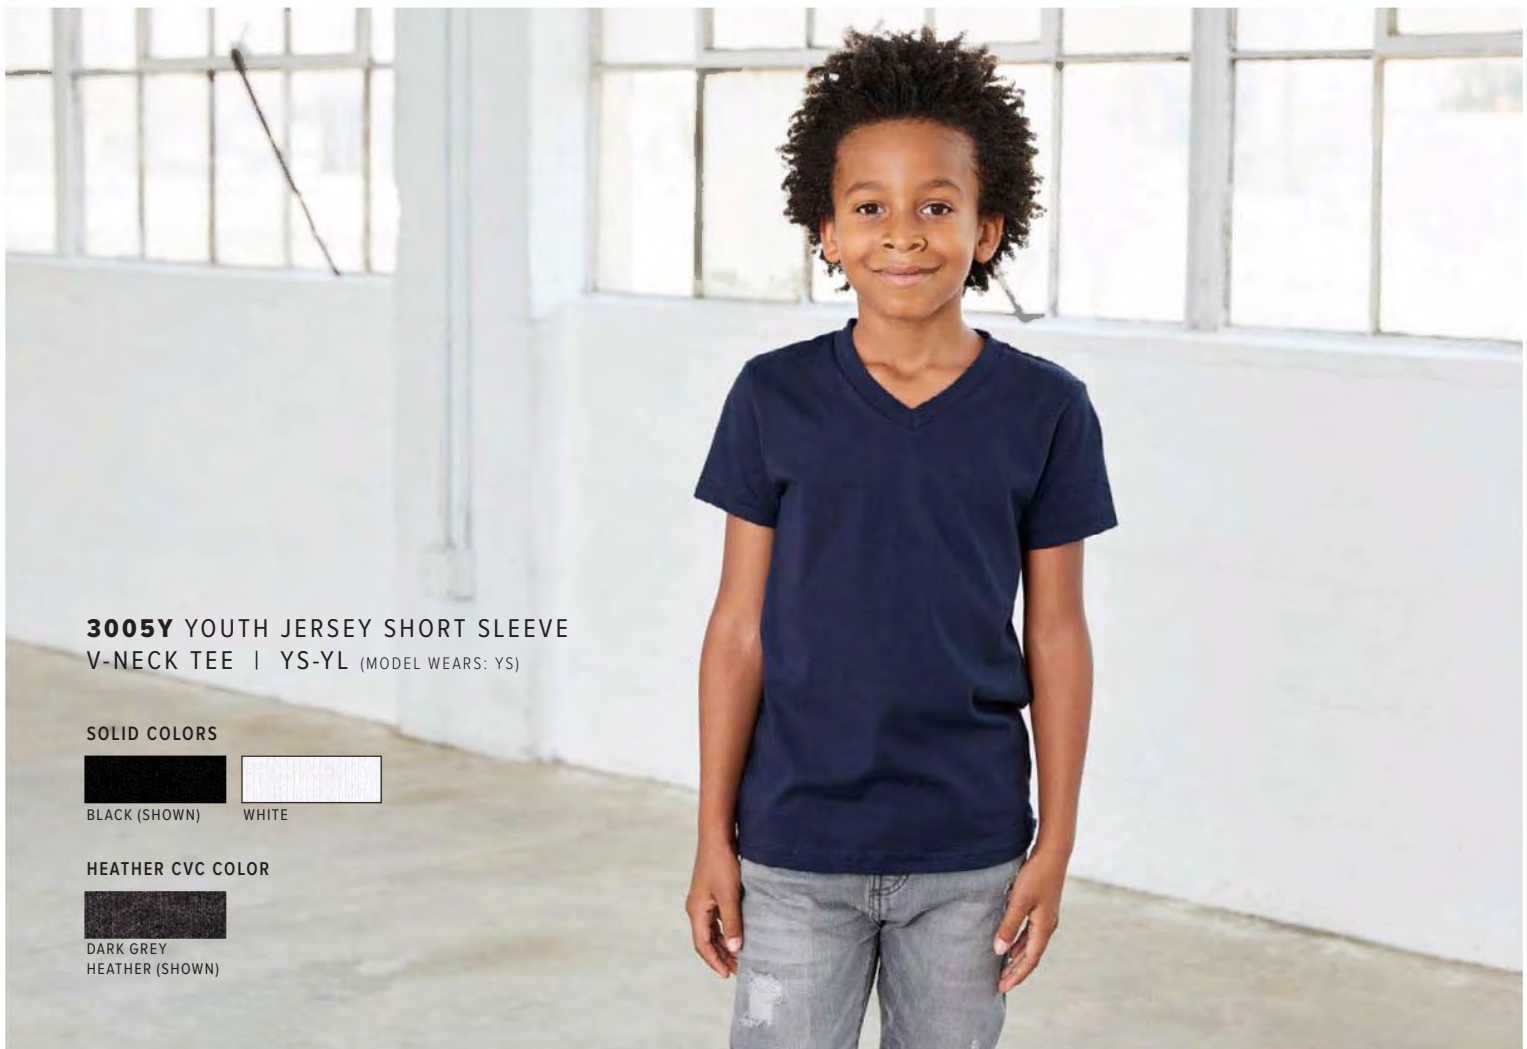 3005Y YOUTH JERSEY SHORT SLEEVE
V-NECK TEE | YS-YL (MODEL WEARS: YS)
SOLID COLORS
BLACK (SHOWN)
WHITE
HEATHER CVC COLOR
DARK GREY
HEATHER (SHOWN)